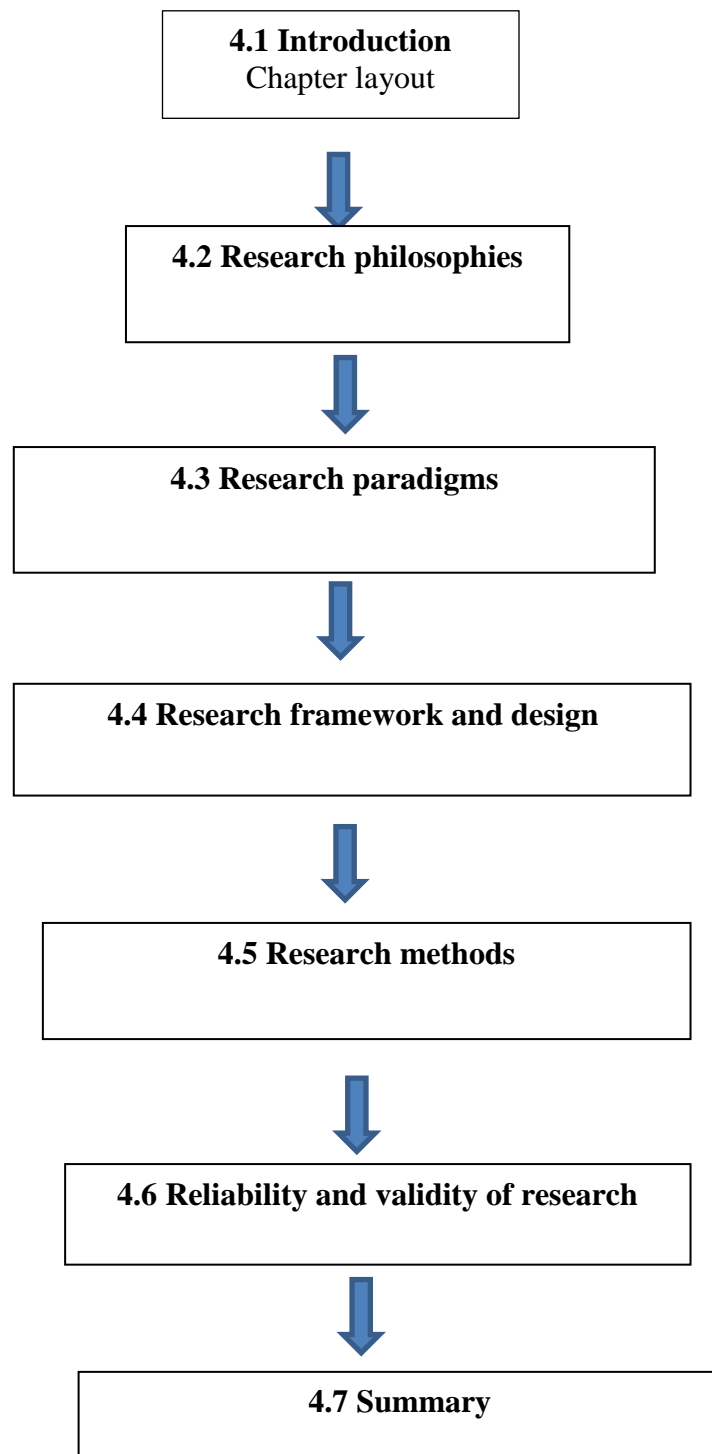 4.1 Introduction
Chapter layout
4.2 Research philosophies
4.3 Research paradigms
4.4 Research framework and design
4.5 Research methods
4.6 Reliability and validity of research
4.7 Summary